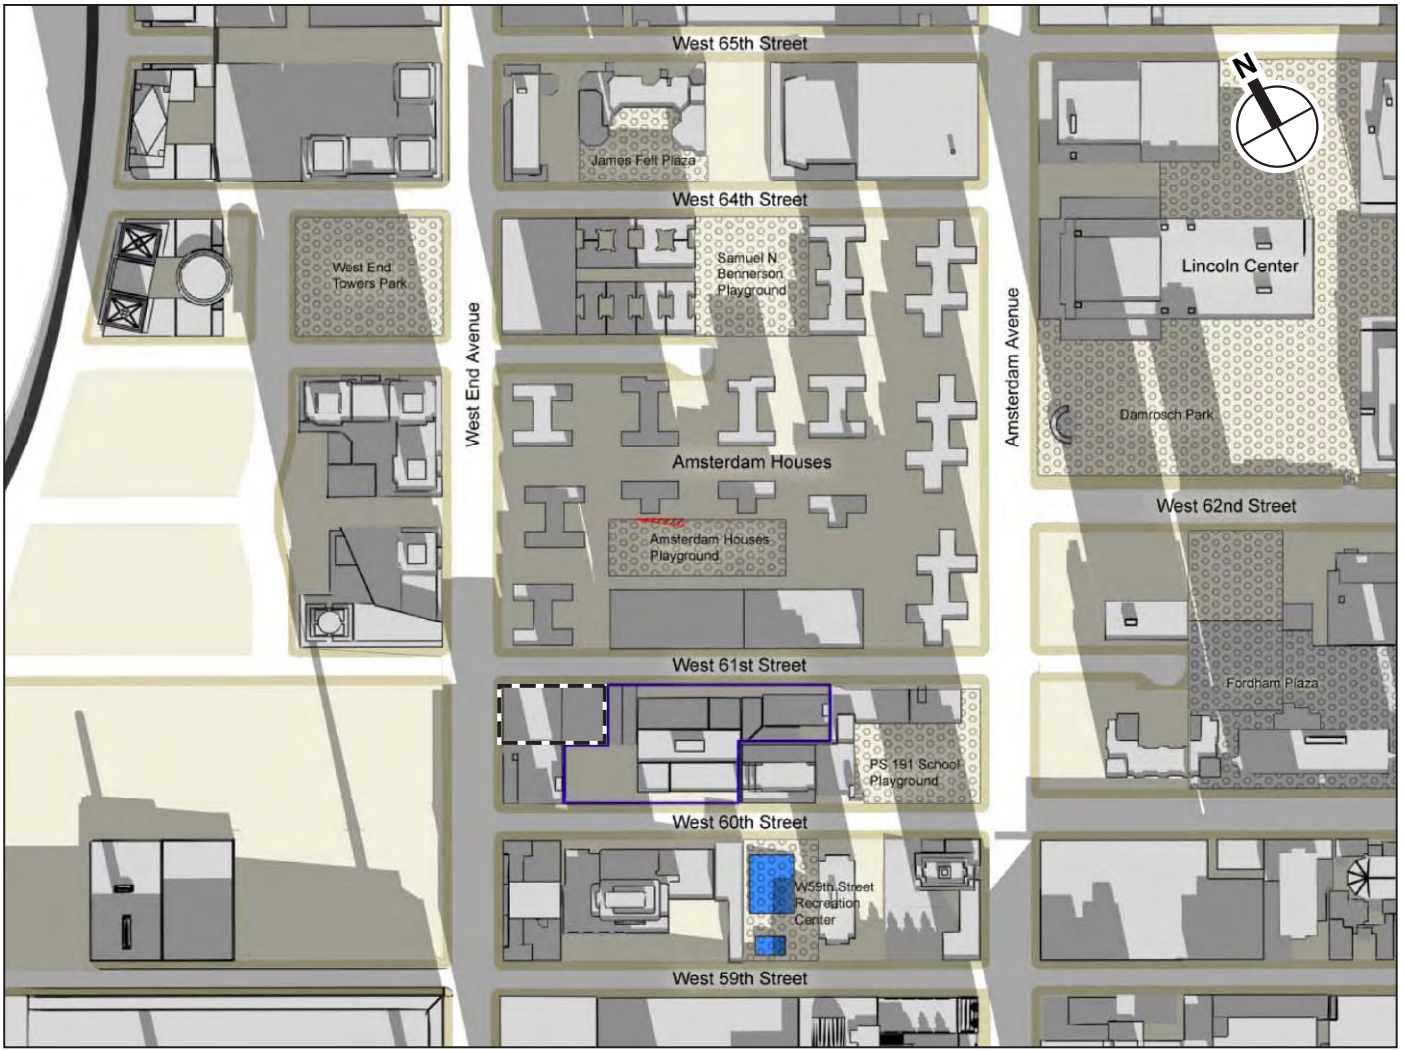 West 65th Street
N
James Felt Plaza
West 64th Street
West End
Towers Park
Samuel N
Bennerson
Playground
Lincoln Center
West End Avenue
Amsterdam Avenue
Damrosch Park
Amsterdam Houses
West 62nd Street
Amsterdam Houses
Playground
West 61st Street
Fordham Plaza
PS 191 School
Playground
West 60th Street
W59th Street
Recreation
Center
West 59th Street